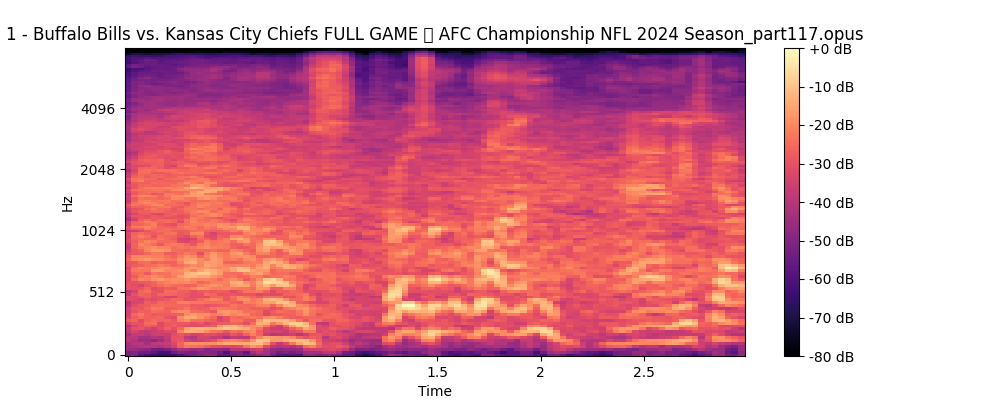 1 - Buffalo Bills vs. Kansas City Chiefs FULL GAME ▯ AFC Championship NFL 2024 Season_part117.opus
+0 dB
4096
-10 dB
-20 dB
2048
-30 dB
Hz
1024
-40 dB
-50 dB
512
-60 dB
-70 dB
0
-80 dB
0 0.5 1 1.5 2 2.5
Time